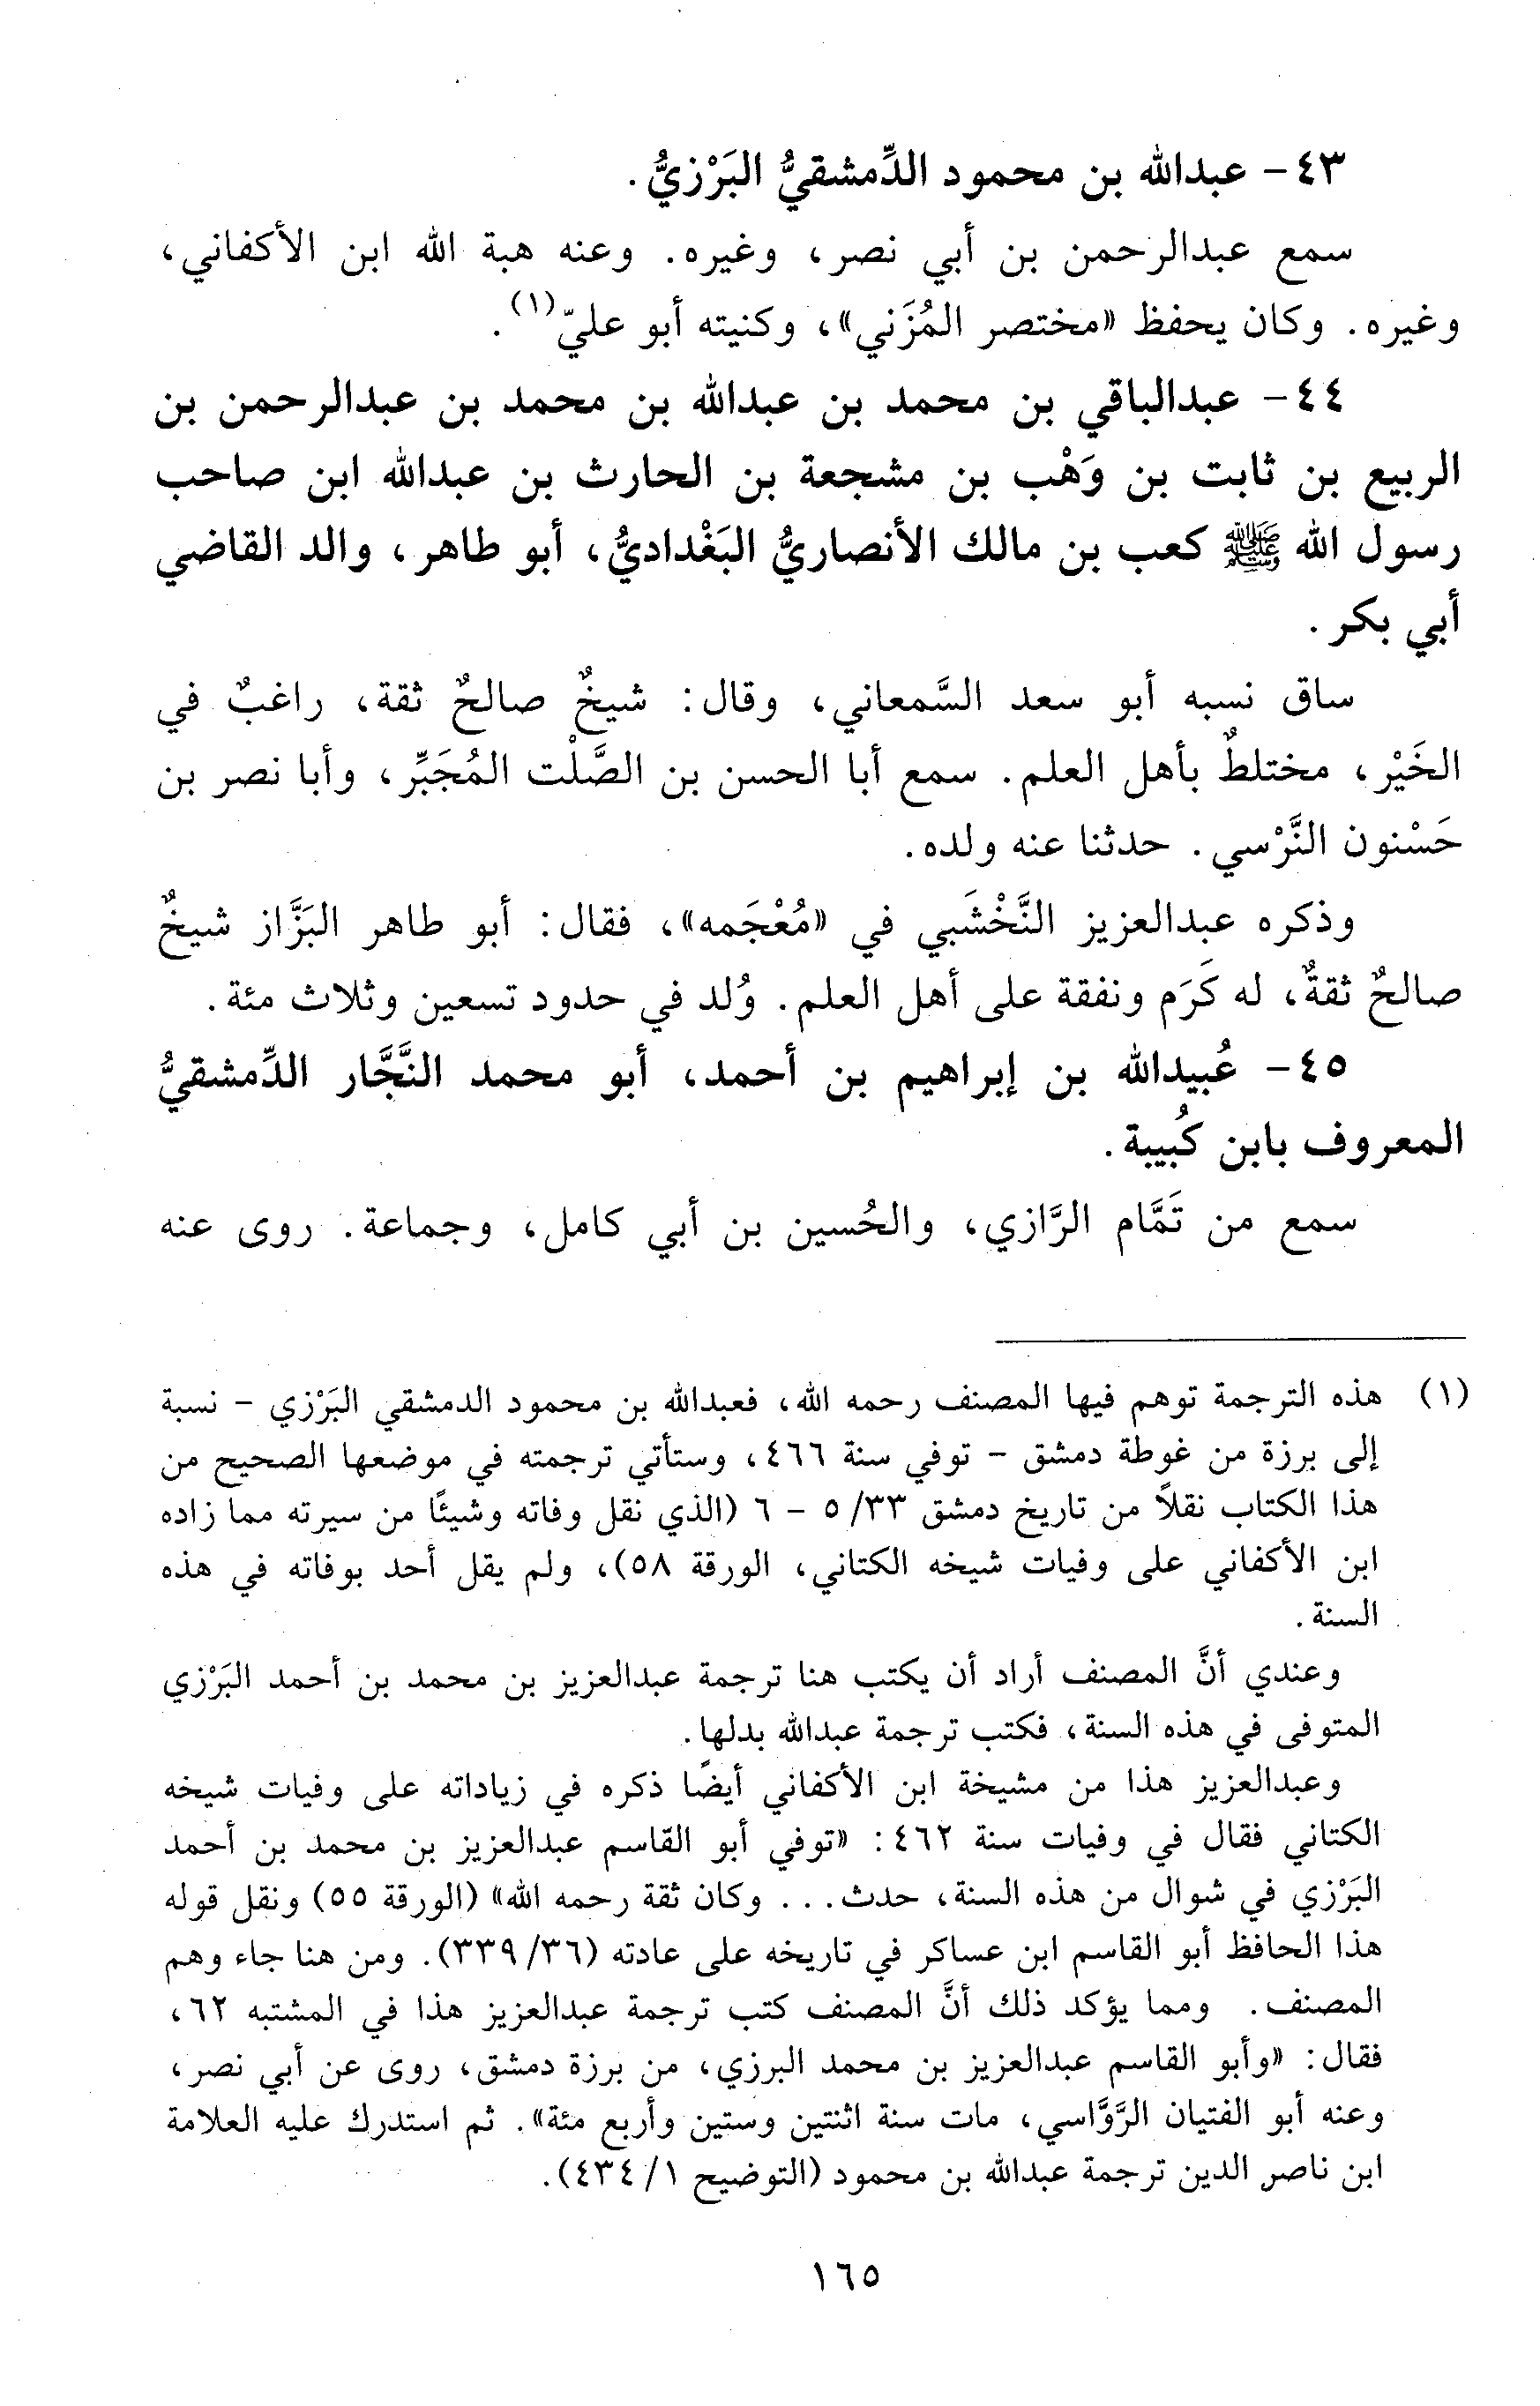 ٤٣- عبدالله بن محمود الدِّمشقيُّ البَرْزيُّ.
سمع عبدالرحمن بن أبي نصر، وغيره. وعنه هبة الله ابن الأكفاني،
وغيره. وكان يحفظ «مختصر المُزَني»، وكنيته أبو عليّ(١).
٤٤- عبدالباقي بن محمد بن عبدالله بن محمد بن عبدالرحمن بن
الربيع بن ثابت بن وَهْب بن مشجعة بن الحارث بن عبدالله ابن صاحب
رسول الله ﷺ كعب بن مالك الأنصاريُّ البَغْداديُّ، أبو طاهر، والد القاضي
أبي بكر.
ساق نسبه أبو سعد السَّمعاني، وقال: شيخٌ صالحٌ ثقة، راغبٌ في
الخَيْر، مختلطٌ بأهل العلم. سمع أبا الحسن بن الصَّلْت المُجَبِّر، وأبا نصر بن
حَسْنون النَّرْسي. حدثنا عنه ولده.
وذكره عبدالعزيز النَّخْشَبي في «مُعْجَمه»، فقال: أبو طاهر البَزَّاز شيخٌ
صالحٌ ثقةٌ، له كَرَم ونفقة على أهل العلم. وُلد في حدود تسعين وثلاث مئة.
٤٥- عُبيدالله بن إبراهيم بن أحمد، أبو محمد النَّجَّار الدِّمشقيُّ
المعروف بابن كُبيبة.
سمع من تَمَّام الرَّازي، والحُسين بن أبي كامل، وجماعة. روى عنه
(١) هذه الترجمة توهم فيها المصنف رحمه الله، فعبدالله بن محمود الدمشقي البَرْزي - نسبة
إلى برزة من غوطة دمشق - توفي سنة ٤٦٦، وستأتي ترجمته في موضعها الصحيح من
هذا الكتاب نقلاً من تاريخ دمشق ٣٣/ ٥ - ٦ (الذي نقل وفاته وشيئًا من سيرته مما زاده
ابن الأكفاني على وفيات شيخه الكتاني، الورقة ٥٨)، ولم يقل أحد بوفاته في هذه
السنة.
وعندي أنَّ المصنف أراد أن يكتب هنا ترجمة عبدالعزيز بن محمد بن أحمد البَرْزي
المتوفى في هذه السنة، فكتب ترجمة عبدالله بدلها.
وعبدالعزيز هذا من مشيخة ابن الأكفاني أيضًا ذكره في زياداته على وفيات شيخه
الكتاني فقال في وفيات سنة ٤٦٢: «توفي أبو القاسم عبدالعزيز بن محمد بن أحمد
البَرْزي في شوال من هذه السنة، حدث... وكان ثقة رحمه الله» (الورقة ٥٥) ونقل قوله
هذا الحافظ أبو القاسم ابن عساكر في تاريخه على عادته (٣٦/ ٣٣٩). ومن هنا جاء وهم
المصنف. ومما يؤكد ذلك أنَّ المصنف كتب ترجمة عبدالعزيز هذا في المشتبه ٦٢،
فقال: «وأبو القاسم عبدالعزيز بن محمد البرزي، من برزة دمشق، روى عن أبي نصر،
وعنه أبو الفتيان الرَّوَّاسي، مات سنة اثنتين وستين وأربع مئة». ثم استدرك عليه العلامة
ابن ناصر الدين ترجمة عبدالله بن محمود (التوضيح ١/ ٤٣٤).
١٦٥